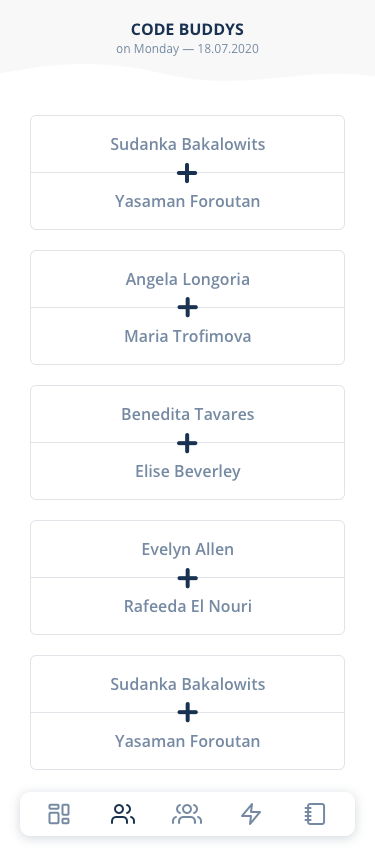 CODE BUDDYS
on Monday — 18.07.2020
Sudanka Bakalowits
Yasaman Foroutan
Angela Longoria
Maria Trofimova
Benedita Tavares
Elise Beverley
Evelyn Allen
Rafeeda El Nouri
Sudanka Bakalowits
Yasaman Foroutan